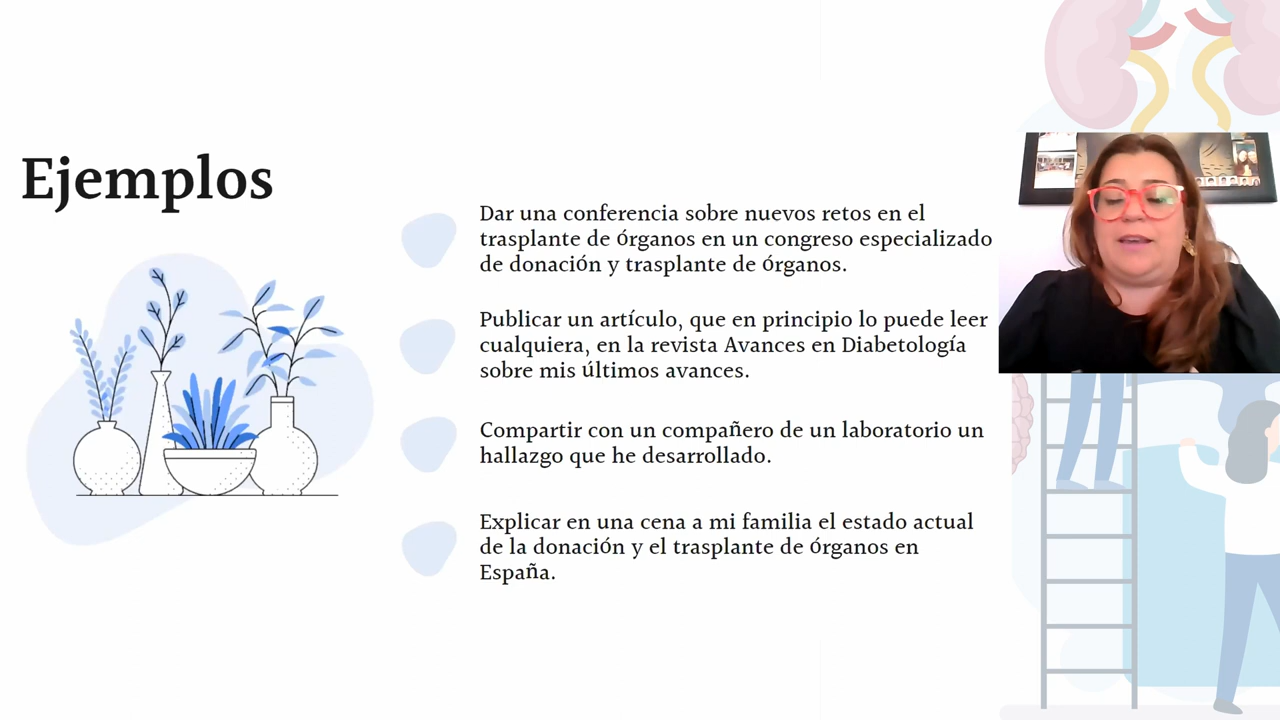 Ejemplos
Dar una conferencia sobre nuevos retos en el
trasplante de órganos en un congreso especializado
de donación y trasplante de órganos.
Publicar un artículo, que en principio lo puede leer
cualquiera, en la revista Avances en Diabetología
sobre mis últimos avances.
Compartir con un compañero de un laboratorio un
hallazgo que he desarrollado.
Explicar en una cena a mi familia el estado actual
de la donación y el trasplante de órganos en
España.